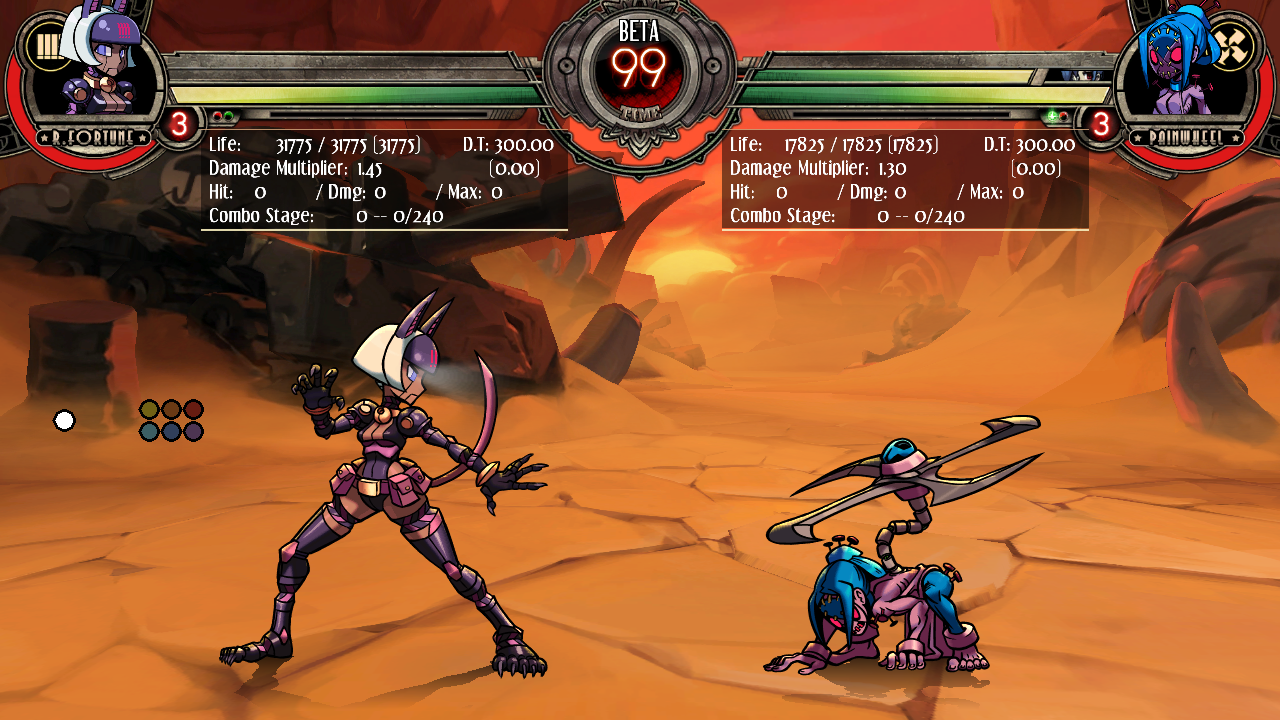 BETA
99
TIME
R.FORTUNE
3
3
PAINWHEEL
Life: 31775 / 31775 (31775) D.T: 300.00
Damage Multiplier: 1.45 (0.00)
Hit: 0 / Dmg: 0 / Max: 0
Combo Stage: 0 -- 0/240
Life: 17825 / 17825 (17825) D.T: 300.00
Damage Multiplier: 1.30 (0.00)
Hit: 0 / Dmg: 0 / Max: 0
Combo Stage: 0 -- 0/240